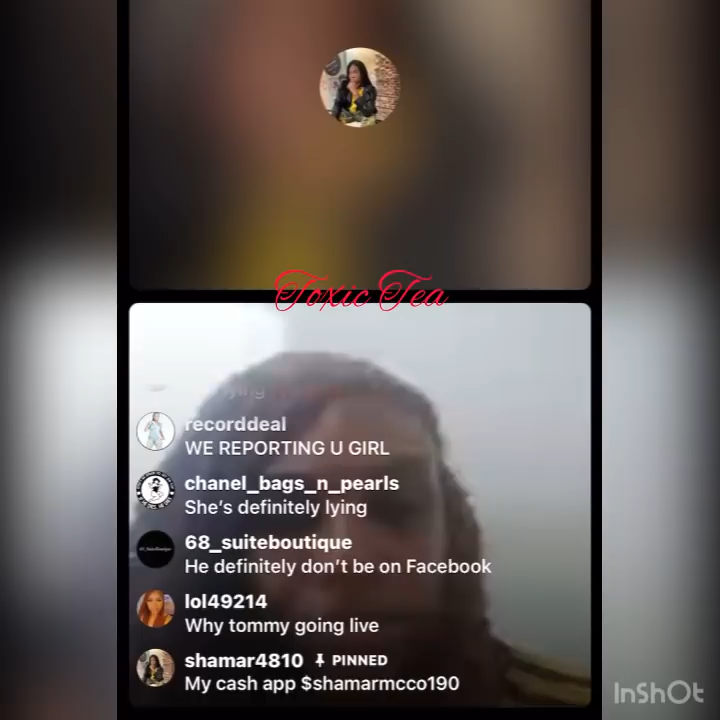 Toxic Tea
recorddeal
WE REPORTING U GIRL
chanel_bags_n_pearls
She's definitely lying
68_suiteboutique
He definitely don't be on Facebook
lol49214
Why tommy going live
shamar4810 PINNED
My cash app $shamarmcco190
InShOt